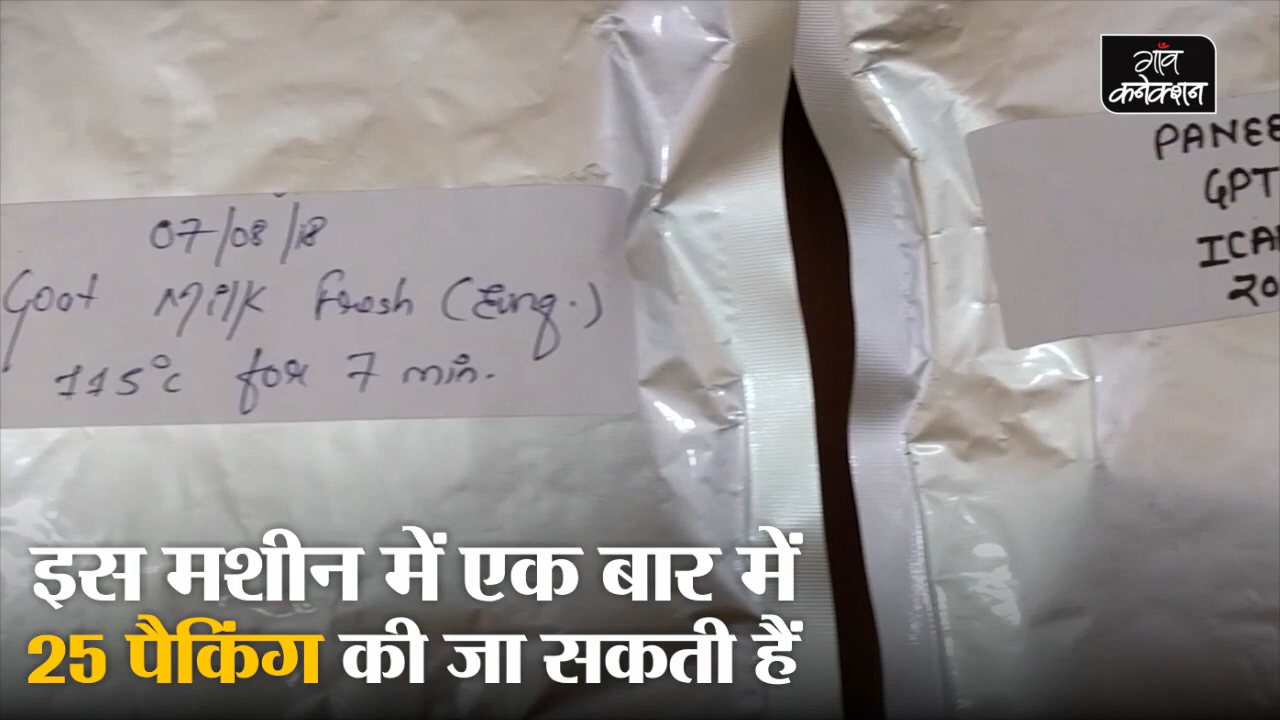 गाँव
कनेक्शन
07/08/18
Goat Milk Fresh
115°c for 7 min.
PANEE
GPT
ICA
20
इस मशीन में एक बार में
25 पैकिंग की जा सकती हैं